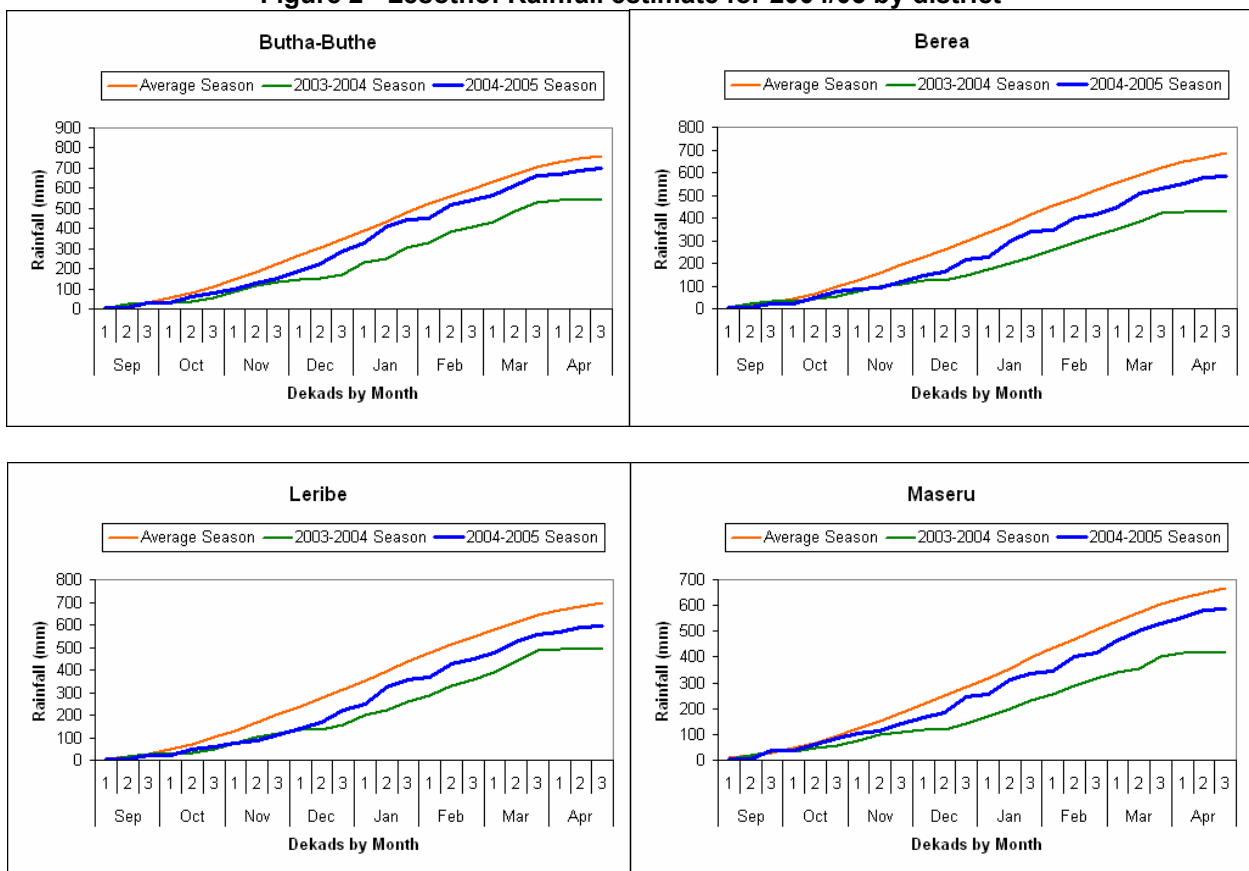 Figure 2 - Lesotho: Rainfall estimate for 2004/05 by district
Butha-Buthe
Average Season 2003-2004 Season 2004-2005 Season
Rainfall (mm)
900
800
700
600
500
400
300
200
100
0
1 2 3 1 2 3 1 2 3 1 2 3 1 2 3 1 2 3 1 2 3 1 2 3
Sep Oct Nov Dec Jan Feb Mar Apr
Dekads by Month
Berea
Average Season 2003-2004 Season 2004-2005 Season
Rainfall (mm)
800
700
600
500
400
300
200
100
0
1 2 3 1 2 3 1 2 3 1 2 3 1 2 3 1 2 3 1 2 3 1 2 3
Sep Oct Nov Dec Jan Feb Mar Apr
Dekads by Month
Leribe
Average Season 2003-2004 Season 2004-2005 Season
Rainfall (mm)
800
700
600
500
400
300
200
100
0
1 2 3 1 2 3 1 2 3 1 2 3 1 2 3 1 2 3 1 2 3 1 2 3
Sep Oct Nov Dec Jan Feb Mar Apr
Dekads by Month
Maseru
Average Season 2003-2004 Season 2004-2005 Season
Rainfall (mm)
700
600
500
400
300
200
100
0
1 2 3 1 2 3 1 2 3 1 2 3 1 2 3 1 2 3 1 2 3 1 2 3
Sep Oct Nov Dec Jan Feb Mar Apr
Dekads by Month